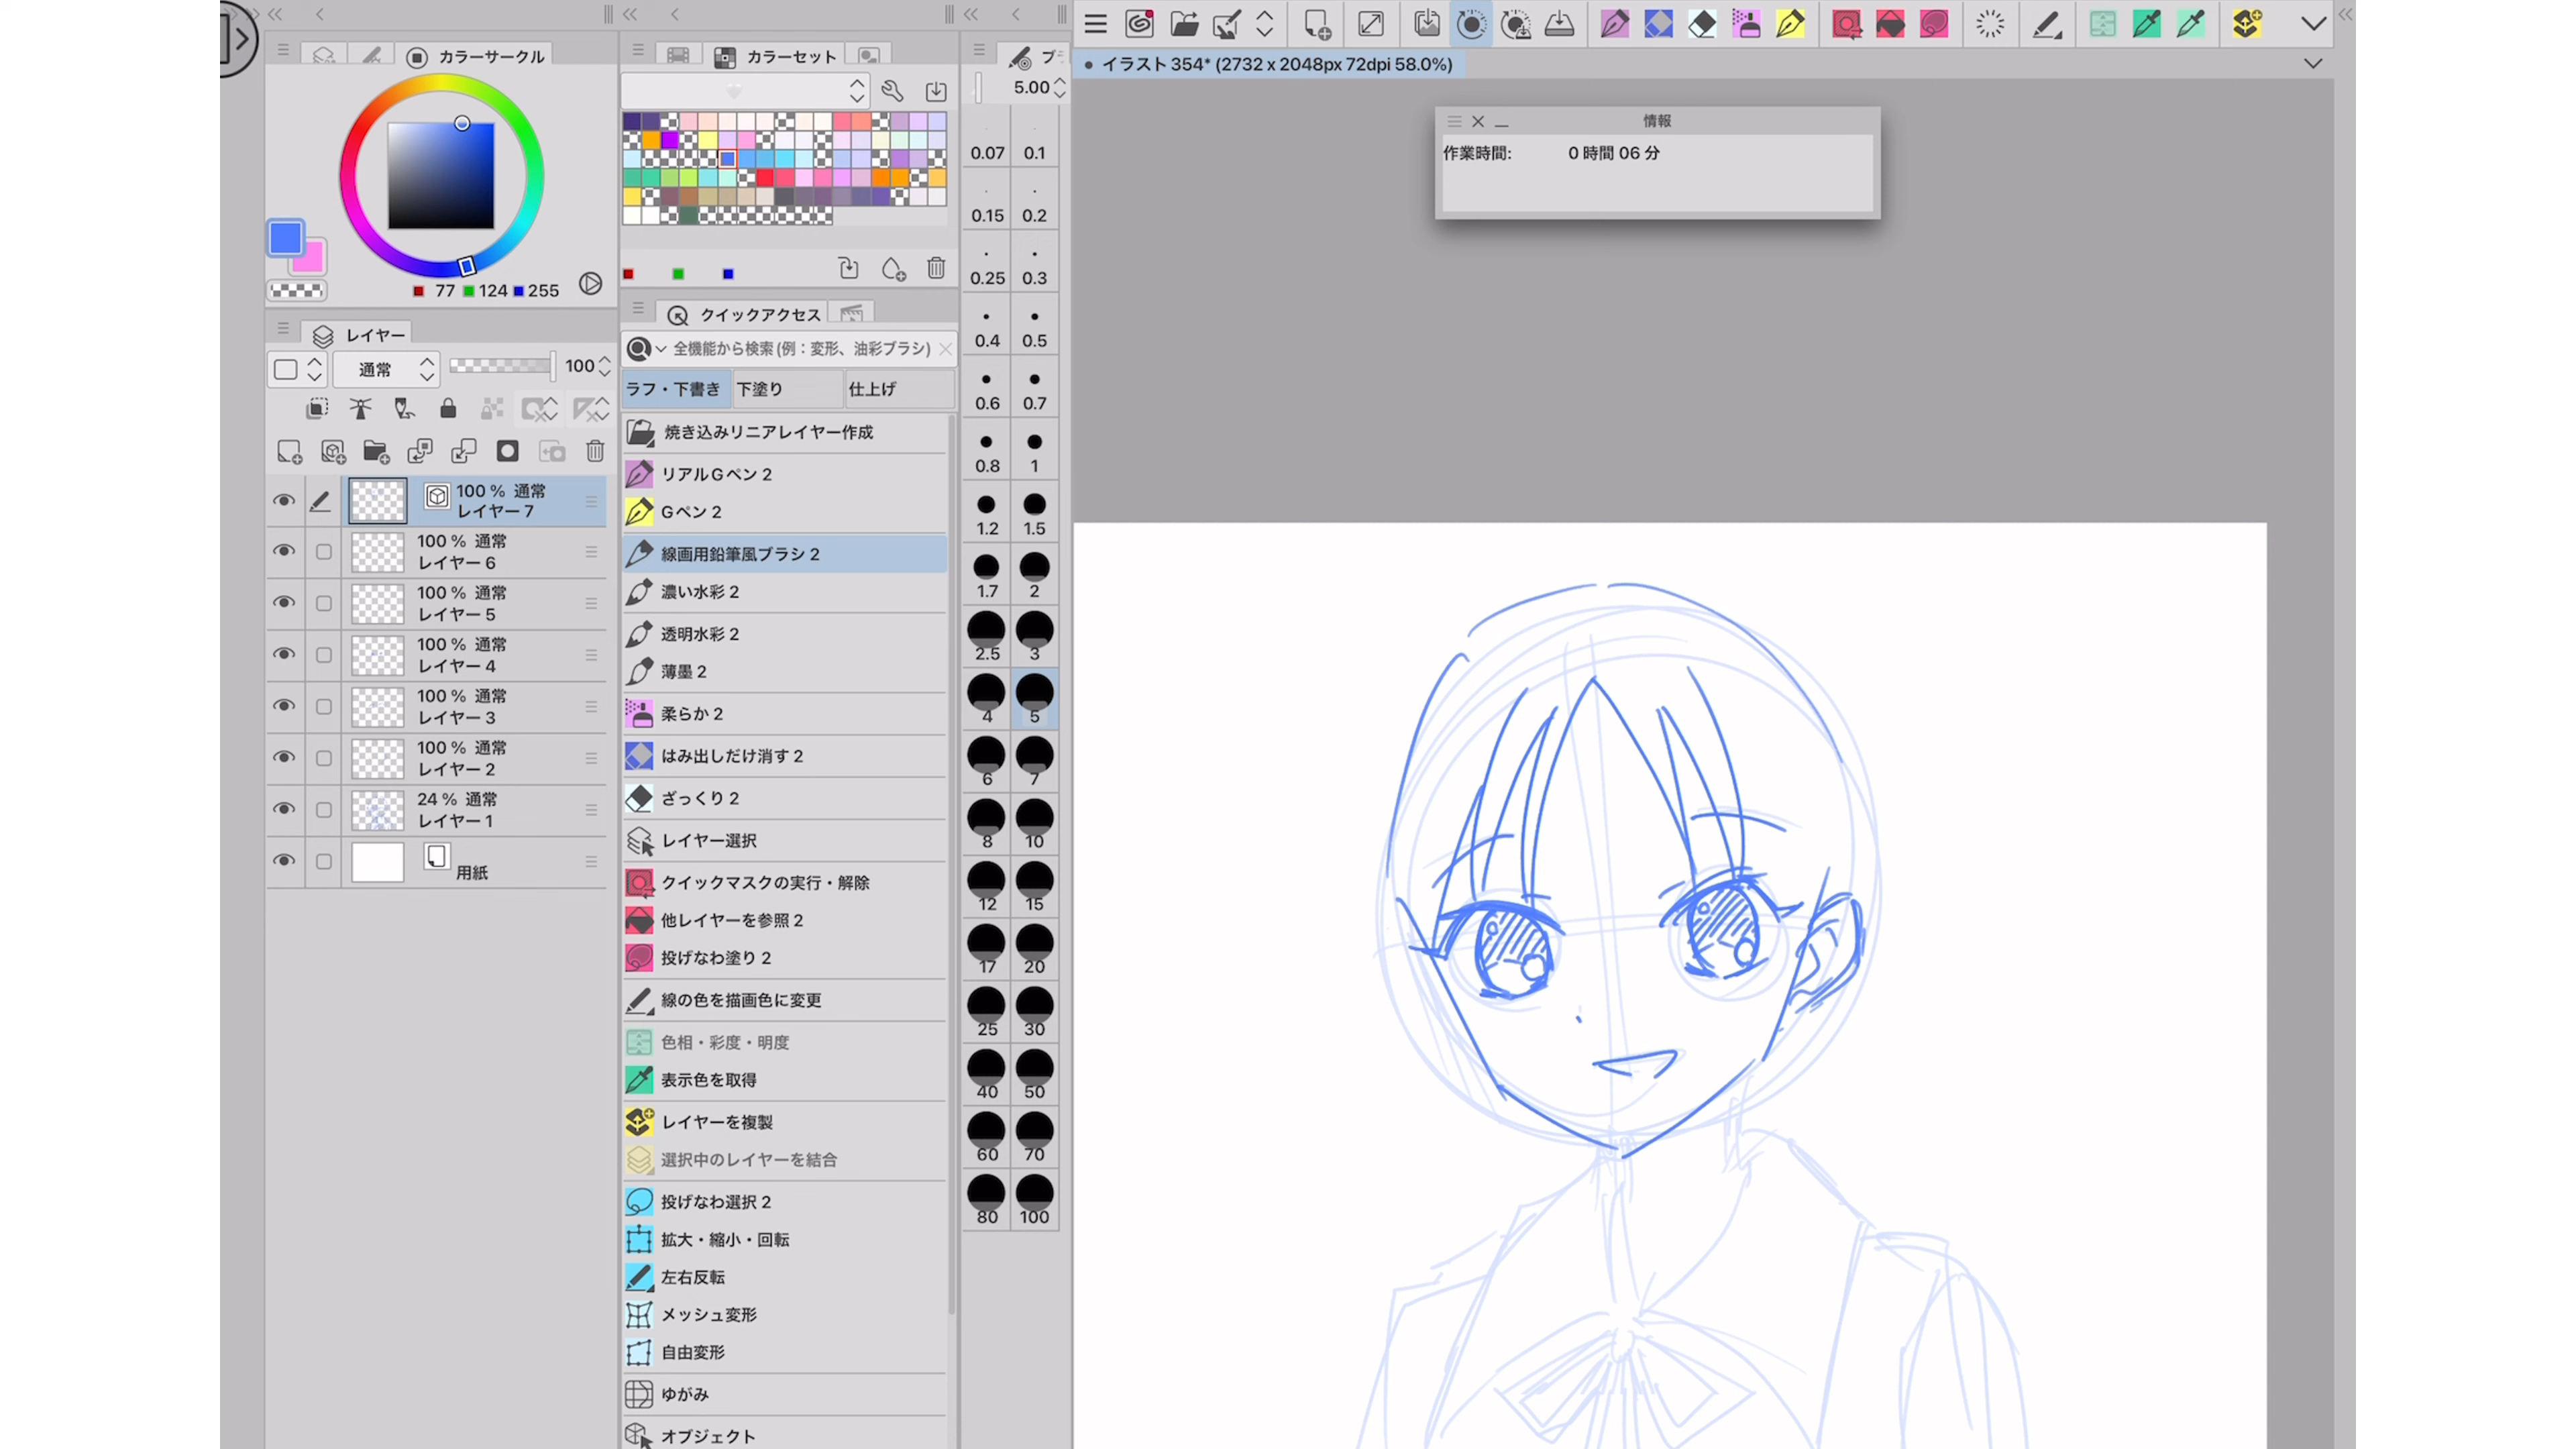 カラーサークル
77 124 255
レイヤー
通常 100
100 % 通常
レイヤー 7
100 % 通常
レイヤー 6
100 % 通常
レイヤー 5
100 % 通常
レイヤー 4
100 % 通常
レイヤー 3
100 % 通常
レイヤー 2
24 % 通常
レイヤー 1
用紙
カラーセット
クイックアクセス
全機能から検索 (例：変形、油彩ブラシ)
ラフ・下書き 下塗り 仕上げ
焼き込みリニアレイヤー作成
リアルGペン 2
Gペン 2
線画用鉛筆風ブラシ 2
濃い水彩 2
透明水彩 2
薄墨 2
柔らか 2
はみ出しだけ消す 2
ざっくり 2
レイヤー選択
クイックマスクの実行・解除
他レイヤーを参照 2
投げなわ塗り 2
線の色を描画色に変更
色相・彩度・明度
表示色を取得
レイヤーを複製
選択中のレイヤーを結合
投げなわ選択 2
拡大・縮小・回転
左右反転
メッシュ変形
自由変形
ゆがみ
オブジェクト
5.00
0.07 0.1
0.15 0.2
0.25 0.3
0.4 0.5
0.6 0.7
0.8 1
1.2 1.5
1.7 2
2.5 3
4 5
6 7
8 10
12 15
17 20
25 30
40 50
60 70
80 100
イラスト 354* (2732 x 2048px 72dpi 58.0%)
情報
作業時間: 0 時間 06 分